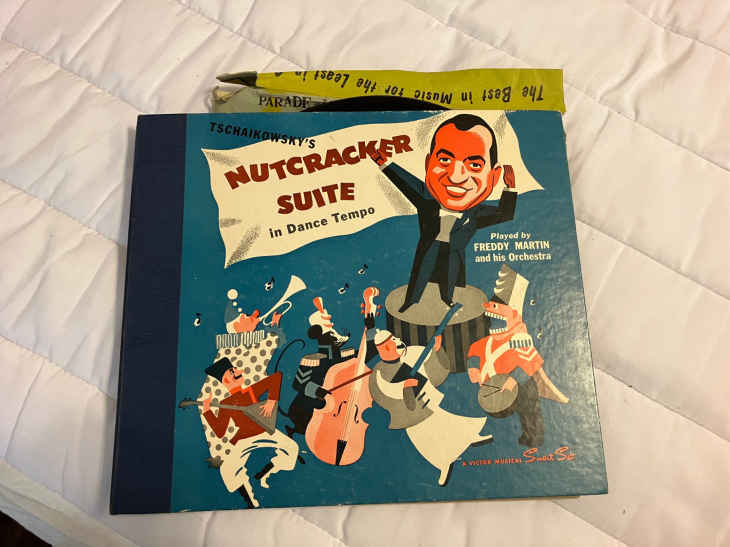 The Best in Music for the Least in
PARADE
TSCHAIKOWSKY'S
NUTCRACKER
SUITE
in Dance Tempo
Played by
FREDDY MARTIN
and his Orchestra
A VICTOR MUSICAL Smart Set